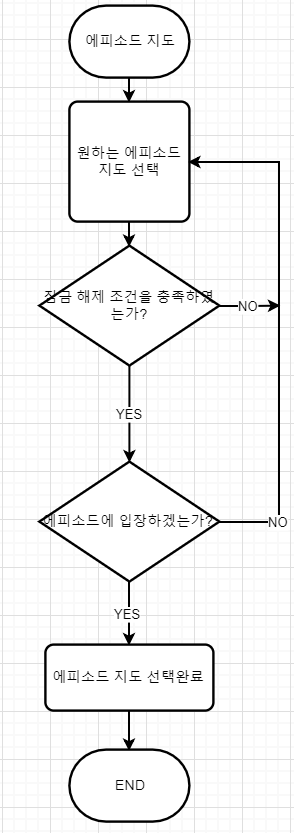 에피소드 지도
원하는 에피소드
지도 선택
잠금 해제 조건을 충족하였
는가?
NO
YES
에피소드에 입장하겠는가?
NO
YES
에피소드 지도 선택완료
END